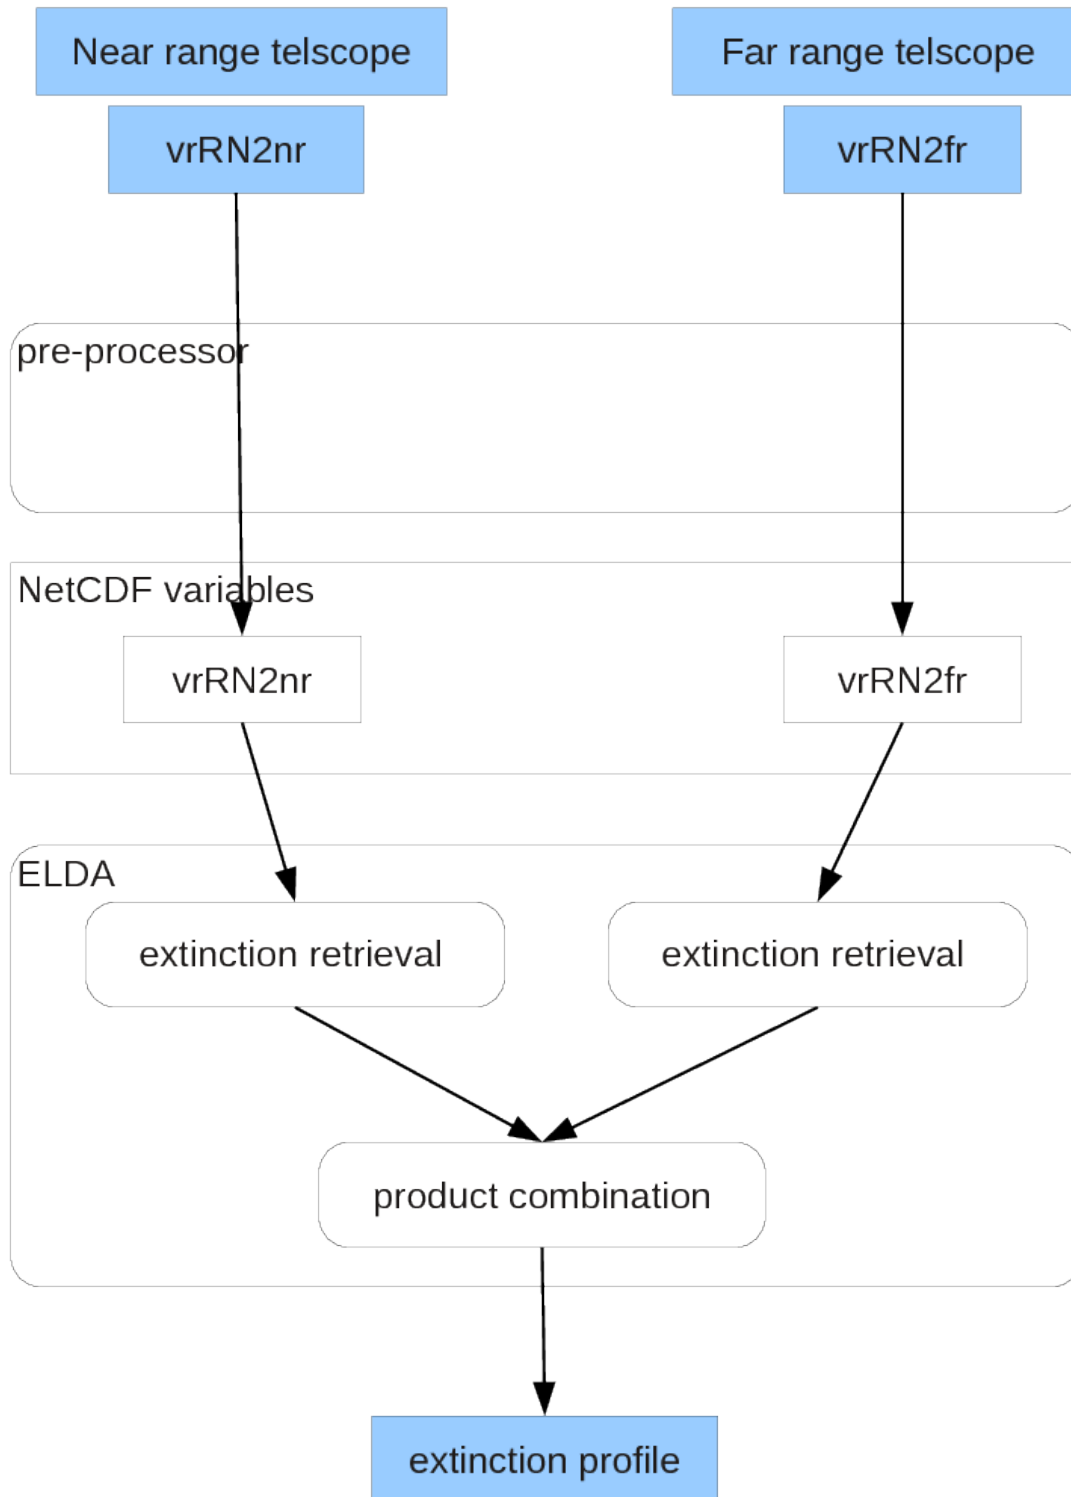 Near range telscope
Far range telscope
vrRN2nr
vrRN2fr
pre-processor
NetCDF variables
vrRN2nr
vrRN2fr
ELDA
extinction retrieval
extinction retrieval
product combination
extinction profile